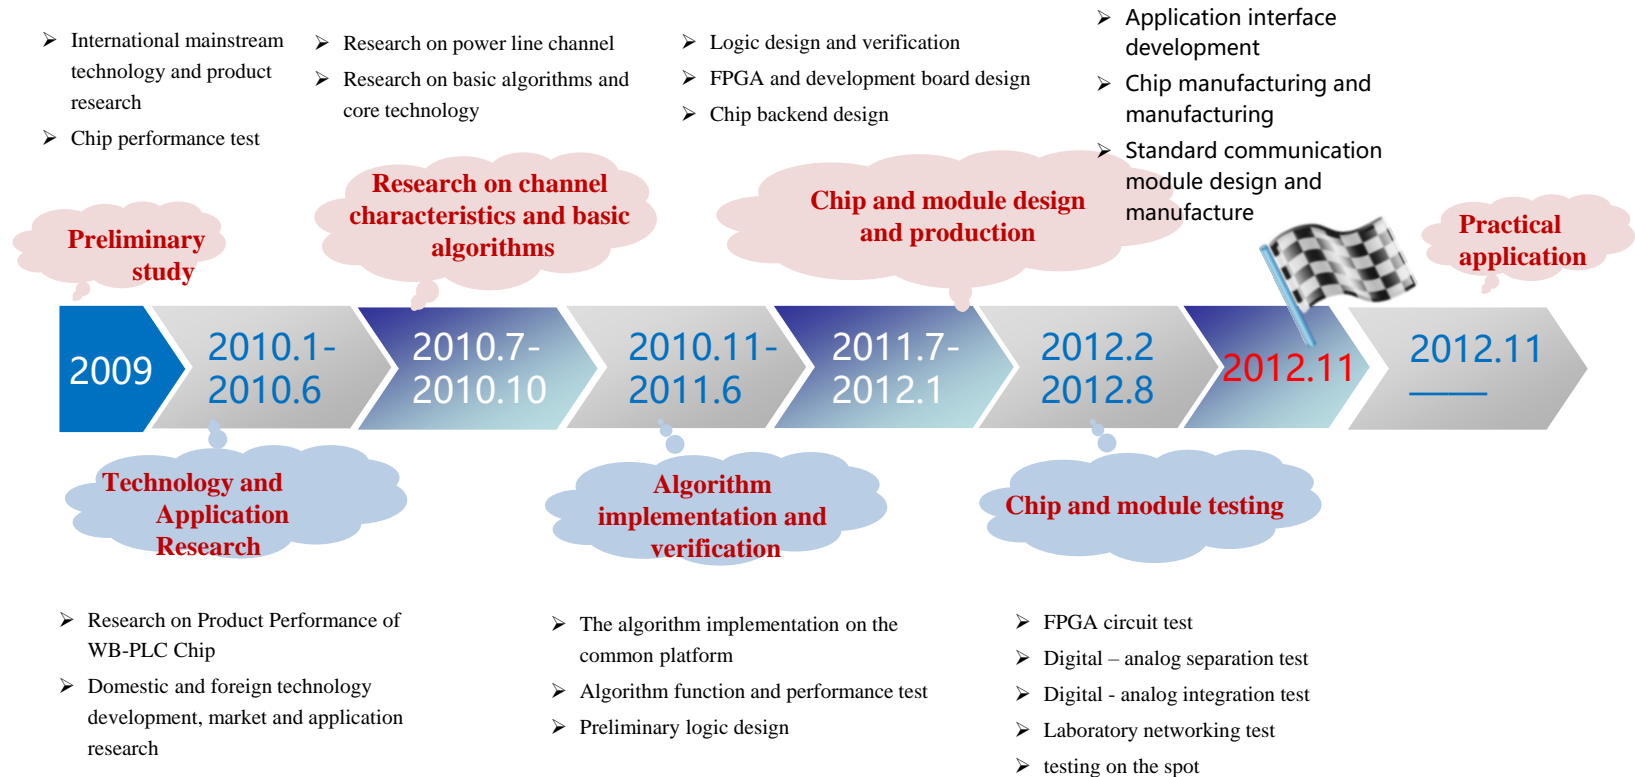 ➢ International mainstream
technology and product
research
➢ Chip performance test
➢ Research on power line channel
➢ Research on basic algorithms and
core technology
➢ Logic design and verification
➢ FPGA and development board design
➢ Chip backend design
➢ Application interface
development
➢ Chip manufacturing and
manufacturing
➢ Standard communication
module design and
manufacture
Preliminary
study
Research on channel
characteristics and basic
algorithms
Chip and module design
and production
Practical
application
2009
2010.1-
2010.6
2010.7-
2010.10
2010.11-
2011.6
2011.7-
2012.1
2012.2
2012.8
2012.11
2012.11
——
Technology and
Application
Research
Algorithm
implementation and
verification
Chip and module testing
➢ Research on Product Performance of
WB-PLC Chip
➢ Domestic and foreign technology
development, market and application
research
➢ The algorithm implementation on the
common platform
➢ Algorithm function and performance test
➢ Preliminary logic design
➢ FPGA circuit test
➢ Digital – analog separation test
➢ Digital - analog integration test
➢ Laboratory networking test
➢ testing on the spot